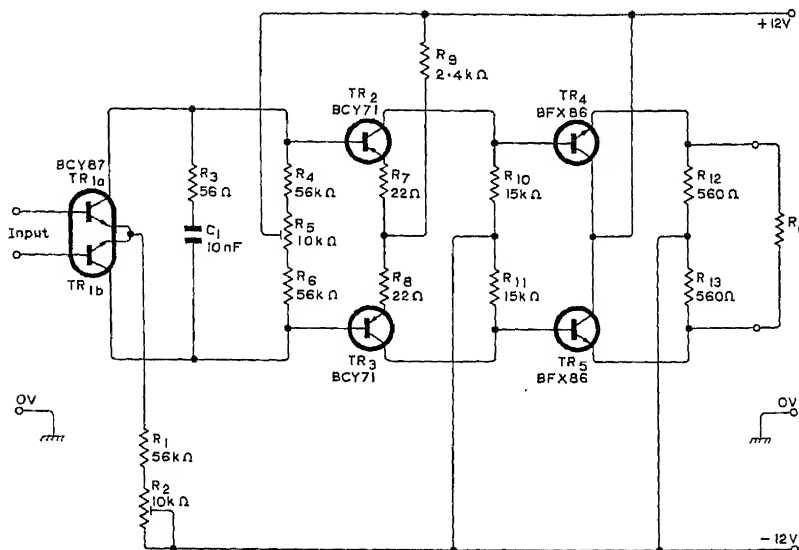 +12V
R9
2·4kΩ
TR2
BCY71
TR4
BFX86
BCY87
TR1a
R3
56Ω
R4
56kΩ
R7
22Ω
R10
15kΩ
R12
560Ω
Input
C1
10nF
R5
10kΩ
TR1b
R6
56kΩ
R8
22Ω
R11
15kΩ
R13
560Ω
TR3
BCY71
TR5
BFX86
0V
0V
R1
56kΩ
R2
10kΩ
−12V